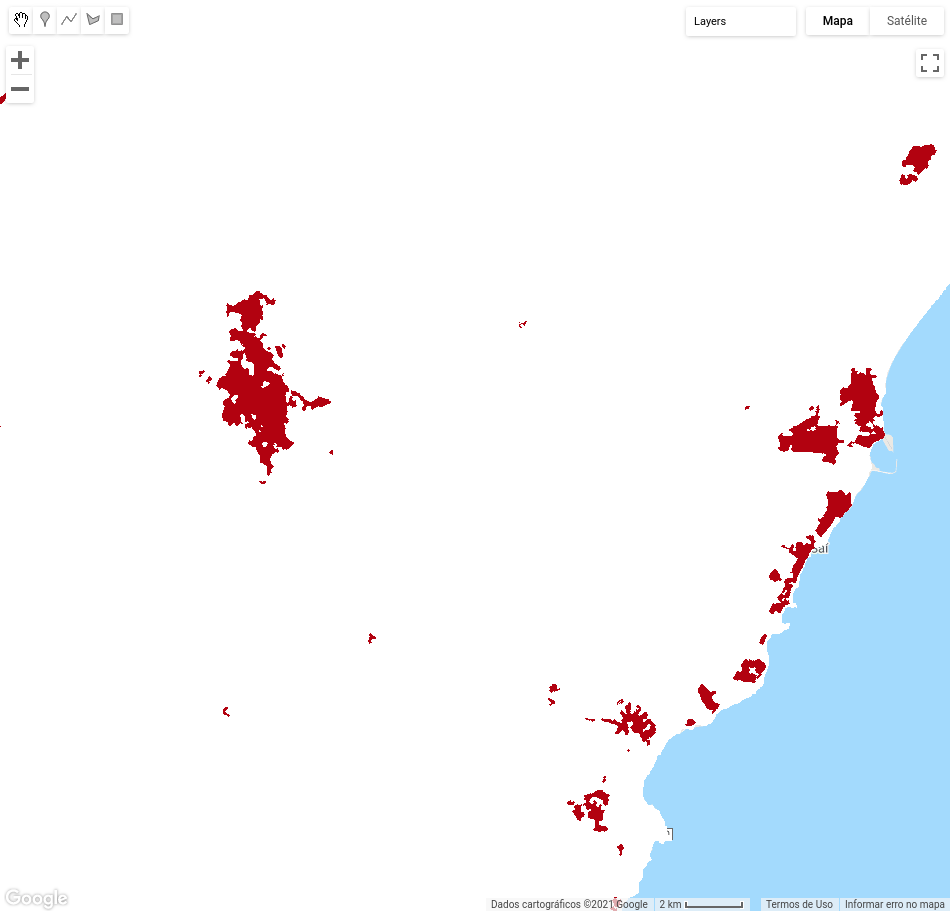 Layers
Mapa
Satélite
Saí
Google
Dados cartográficos ©2021 Google
2 km
Termos de Uso
Informar erro no mapa